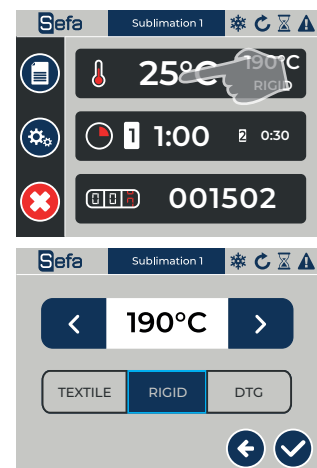 Sefa Sublimation 1
25°C 190°C
RIGID
1 1:00 2 0:30
00n 001502
Sefa Sublimation 1
190°C
TEXTILE RIGID DTG